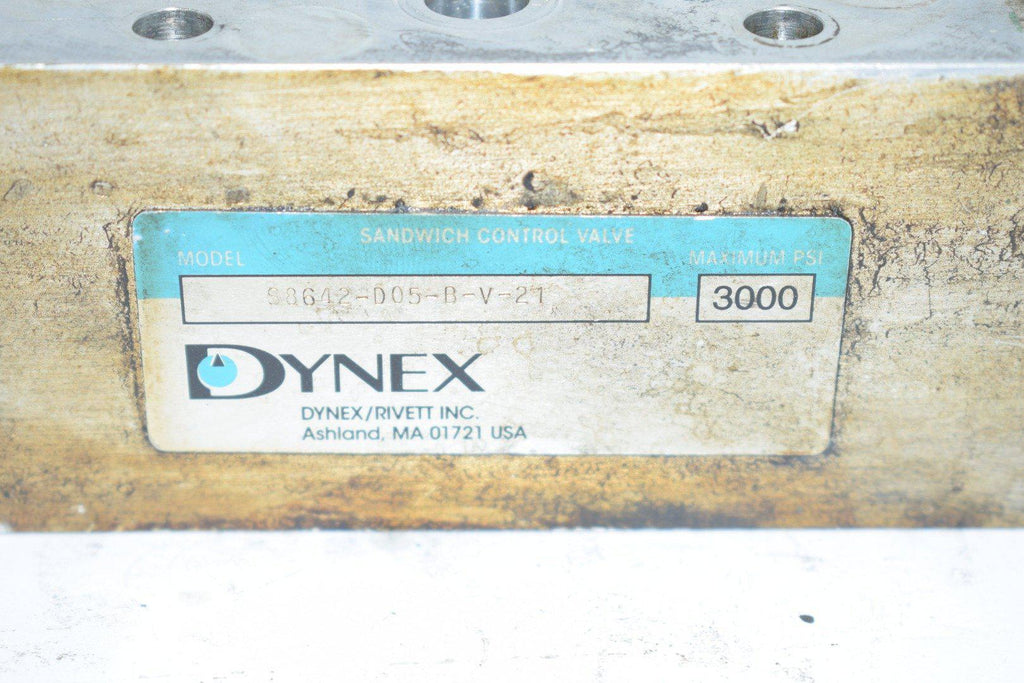 SANDWICH CONTROL VALVE
MODEL MAXIMUM PSI
S8642-D05-B-V-21 3000
DYNEX
DYNEX/RIVETT INC.
Ashland, MA 01721 USA